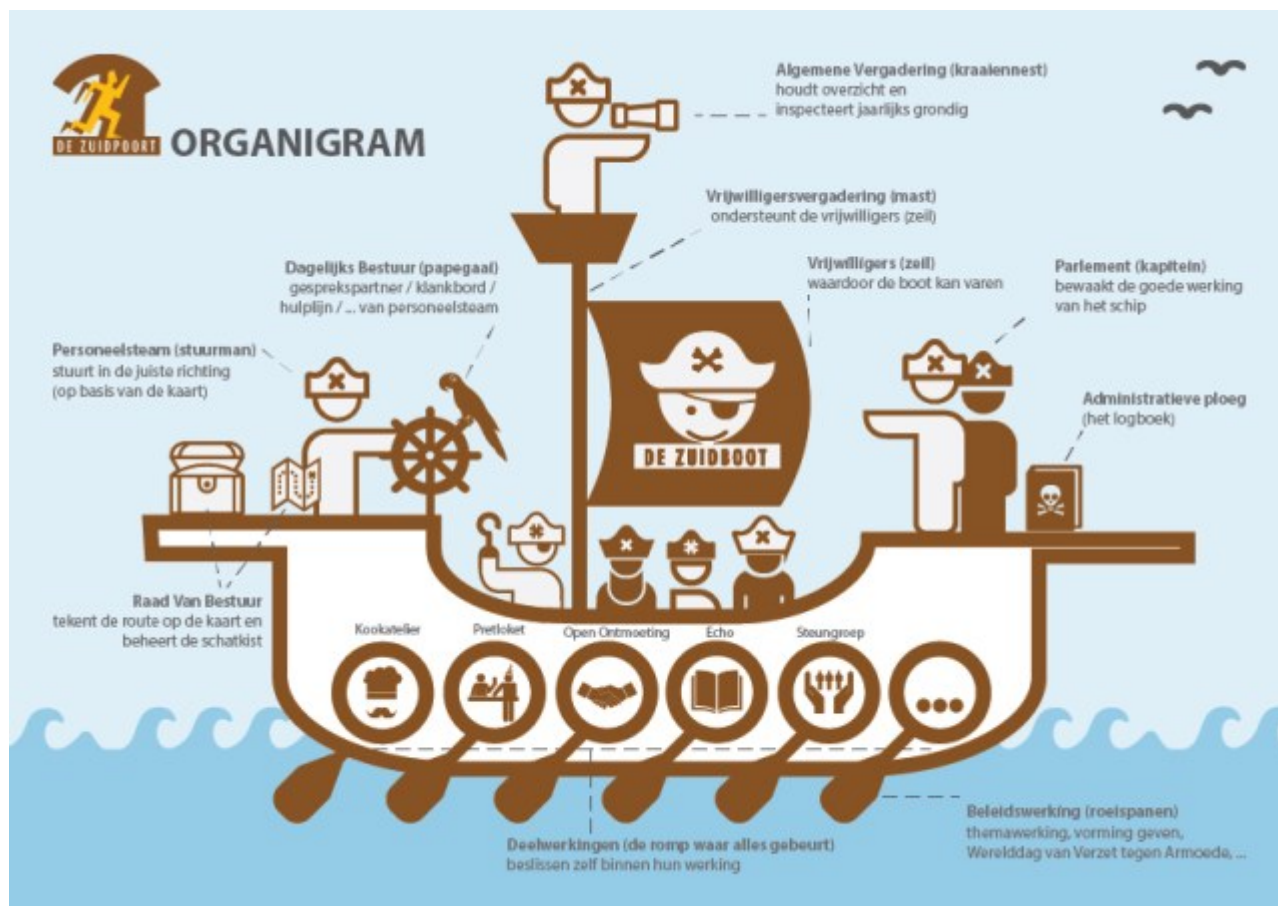 DE ZUIDPOORT
ORGANIGRAM
Algemene Vergadering (kraaiennest)
houdt overzicht en
inspecteert jaarlijks grondig
Vrijwilligersvergadering (mast)
ondersteunt de vrijwilligers (zeil)
Dagelijks Bestuur (papegaai)
gesprekspartner / klankbord /
hulplijn / ... van personeelsteam
Vrijwilligers (zeil)
waardoor de boot kan varen
Parlement (kapitein)
bewaakt de goede werking
van het schip
Personeelsteam (stuurman)
stuurt in de juiste richting
(op basis van de kaart)
Administratieve ploeg
(het logboek)
DE ZUIDBOOT
Raad Van Bestuur
tekent de route op de kaart en
beheert de schatkist
Kookatelier
Pretloket
Open Ontmoeting
Echo
Steungroep
Deelwerkingen (de romp waar alles gebeurt)
beslissen zelf binnen hun werking
Beleidswerking (roeispanen)
themawerking, vorming geven,
Werelddag van Verzet tegen Armoede, ...